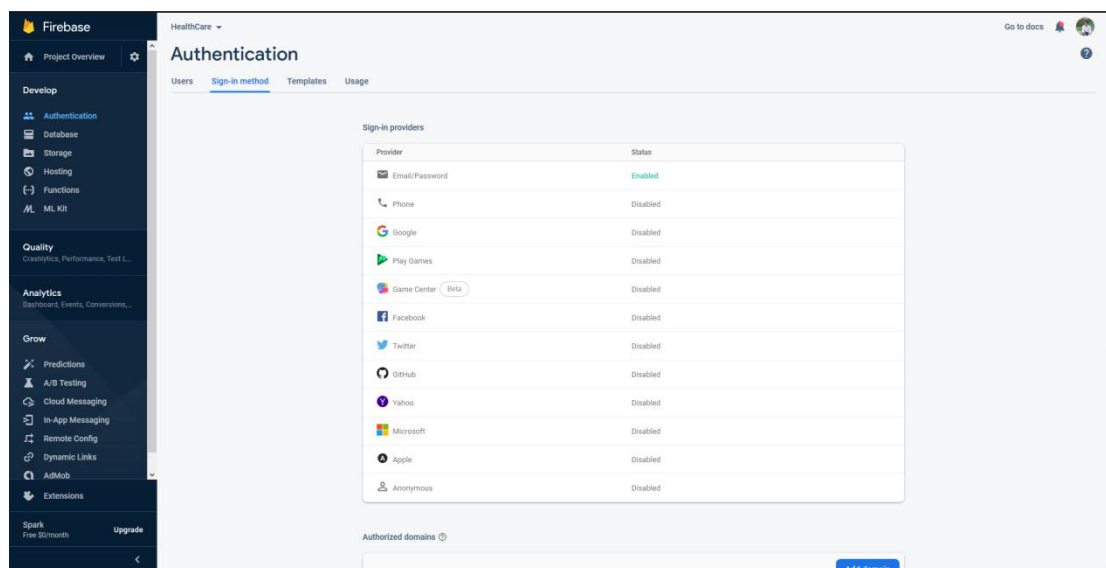 Firebase
Project Overview
Develop
Authentication
Database
Storage
Hosting
Functions
ML Kit
Quality
Crashlytics, Performance, Test L...
Analytics
Dashboard, Events, Conversions,...
Grow
Predictions
A/B Testing
Cloud Messaging
In-App Messaging
Remote Config
Dynamic Links
AdMob
Extensions
Spark
Free $0/month
Upgrade
HealthCare
Go to docs
Authentication
Users Sign-in method Templates Usage
Sign-in providers
Provider Status
Email/Password Enabled
Phone Disabled
Google Disabled
Play Games Disabled
Game Center Beta Disabled
Facebook Disabled
Twitter Disabled
GitHub Disabled
Yahoo Disabled
Microsoft Disabled
Apple Disabled
Anonymous Disabled
Authorized domains
Add domain